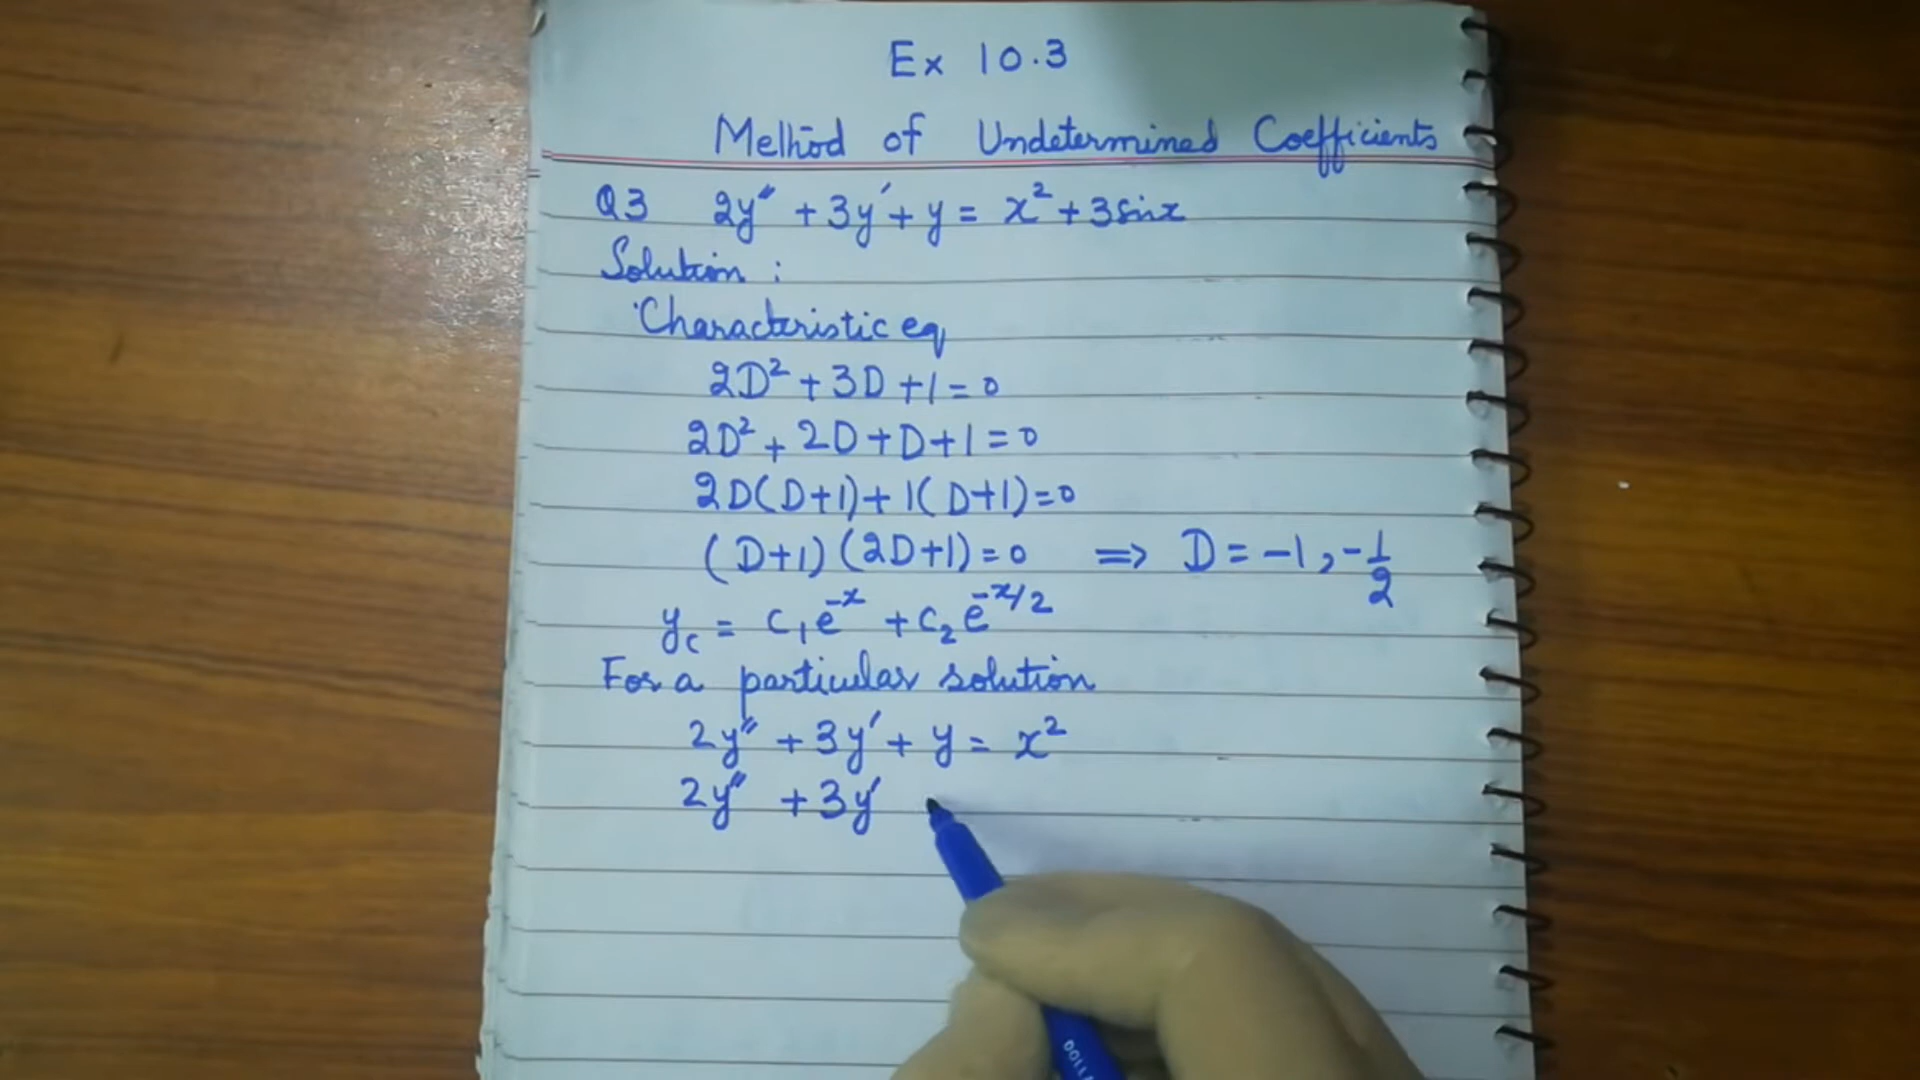 Ex 10.3
Method of Undetermined Coefficients
Q3 2y″ + 3y′ + y = x² + 3sinx
Solution :
Characteristic eq
2D² + 3D + 1 = 0
2D² + 2D + D + 1 = 0
2D(D+1) + 1(D+1) = 0
(D+1)(2D+1) = 0 ⇒ D = -1, -1/2
y_c = c₁e^{-x} + c₂e^{-x/2}
For a particular solution
2y″ + 3y′ + y = x²
2y″ + 3y′